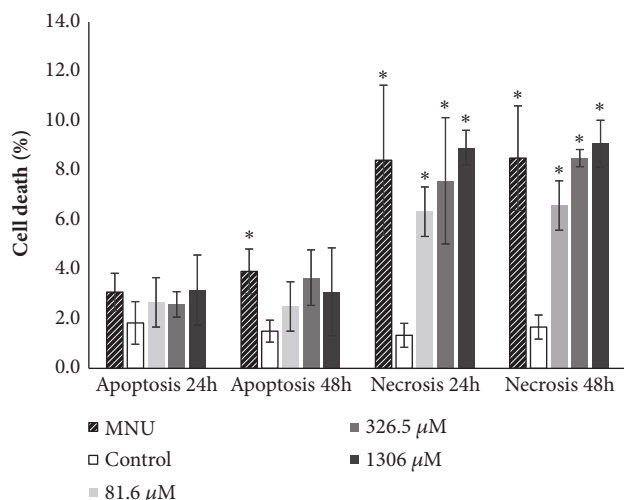 14.0
12.0
10.0
8.0
6.0
4.0
2.0
0.0
Cell death (%)
*
*
*
*
*
*
*
*
*
Apoptosis 24h Apoptosis 48h Necrosis 24h Necrosis 48h
MNU
Control
81.6 μM
326.5 μM
1306 μM